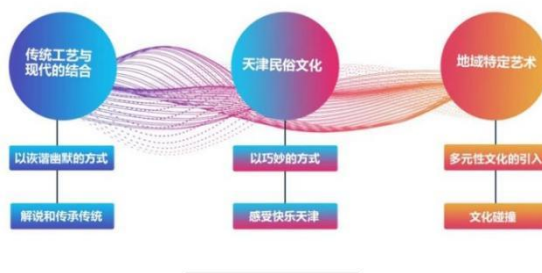 传统工艺与
现代的结合
天津民俗文化
地域特定艺术
以诙谐幽默的方式
以巧妙的方式
多元性文化的引入
解说和传承传统
感受快乐天津
文化碰撞